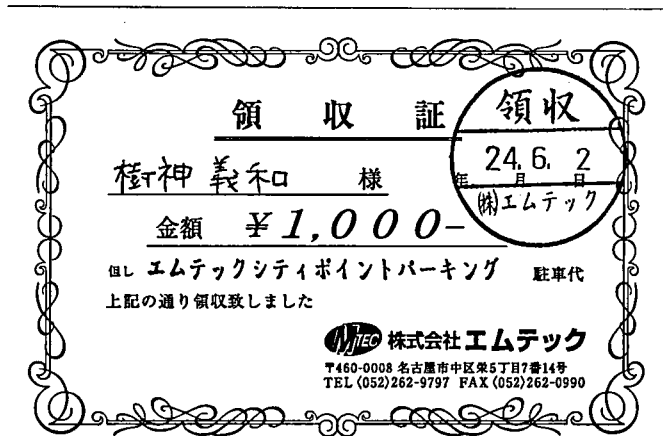 領収証
領収
24.6.2
年月日
㈱エムテック
樹神義和 様
金額 ¥1,000-
但し エムテックシティポイントパーキング 駐車代
上記の通り領収致しました
MTEC 株式会社エムテック
〒460-0008 名古屋市中区栄5丁目7番14号
TEL〈052〉262-9797 FAX〈052〉262-0990